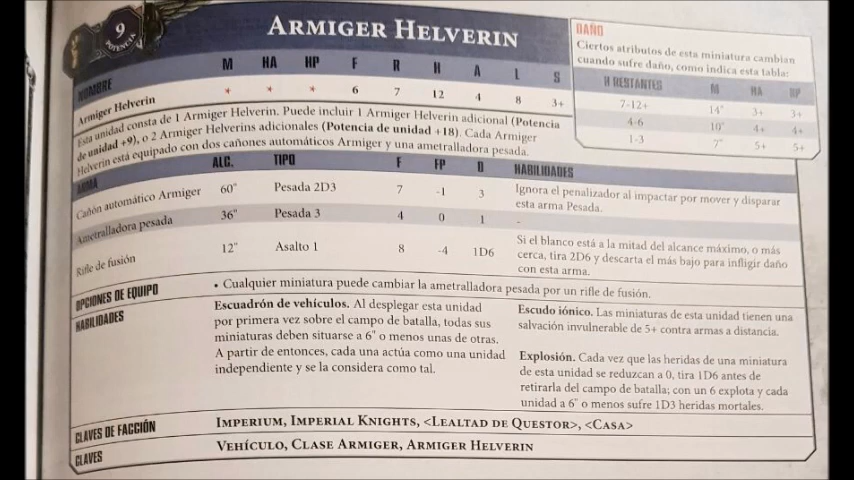 9
POTENCIA
ARMIGER HELVERIN
DAÑO
Ciertos atributos de esta miniatura cambian
cuando sufre daño, como indica esta tabla:
H RESTANTES M HA HP
7-12+ 14" 3+ 3+
4-6 10" 4+ 4+
1-3 7" 5+ 5+
NOMBRE M HA HP F R H A L S
Armiger Helverin * * * 6 7 12 4 8 3+
Esta unidad consta de 1 Armiger Helverin. Puede incluir 1 Armiger Helverin adicional (Potencia
de unidad +9), o 2 Armiger Helverins adicionales (Potencia de unidad +18). Cada Armiger
Helverin está equipado con dos cañones automáticos Armiger y una ametralladora pesada.
ARMA ALC. TIPO F FP D HABILIDADES
Cañón automático Armiger 60" Pesada 2D3 7 -1 3 Ignora el penalizador al impactar por mover y disparar
esta arma Pesada.
Ametralladora pesada 36" Pesada 3 4 0 1 -
Rifle de fusión 12" Asalto 1 8 -4 1D6 Si el blanco está a la mitad del alcance máximo, o más
cerca, tira 2D6 y descarta el más bajo para infligir daño
con esta arma.
OPCIONES DE EQUIPO • Cualquier miniatura puede cambiar la ametralladora pesada por un rifle de fusión.
HABILIDADES
Escuadrón de vehículos. Al desplegar esta unidad
por primera vez sobre el campo de batalla, todas sus
miniaturas deben situarse a 6" o menos unas de otras.
A partir de entonces, cada una actúa como una unidad
independiente y se la considera como tal.
Escudo iónico. Las miniaturas de esta unidad tienen una
salvación invulnerable de 5+ contra armas a distancia.
Explosión. Cada vez que las heridas de una miniatura
de esta unidad se reduzcan a 0, tira 1D6 antes de
retirarla del campo de batalla; con un 6 explota y cada
unidad a 6" o menos sufre 1D3 heridas mortales.
CLAVES DE FACCIÓN IMPERIUM, IMPERIAL KNIGHTS, <LEALTAD DE QUESTOR>, <CASA>
CLAVES VEHÍCULO, CLASE ARMIGER, ARMIGER HELVERIN